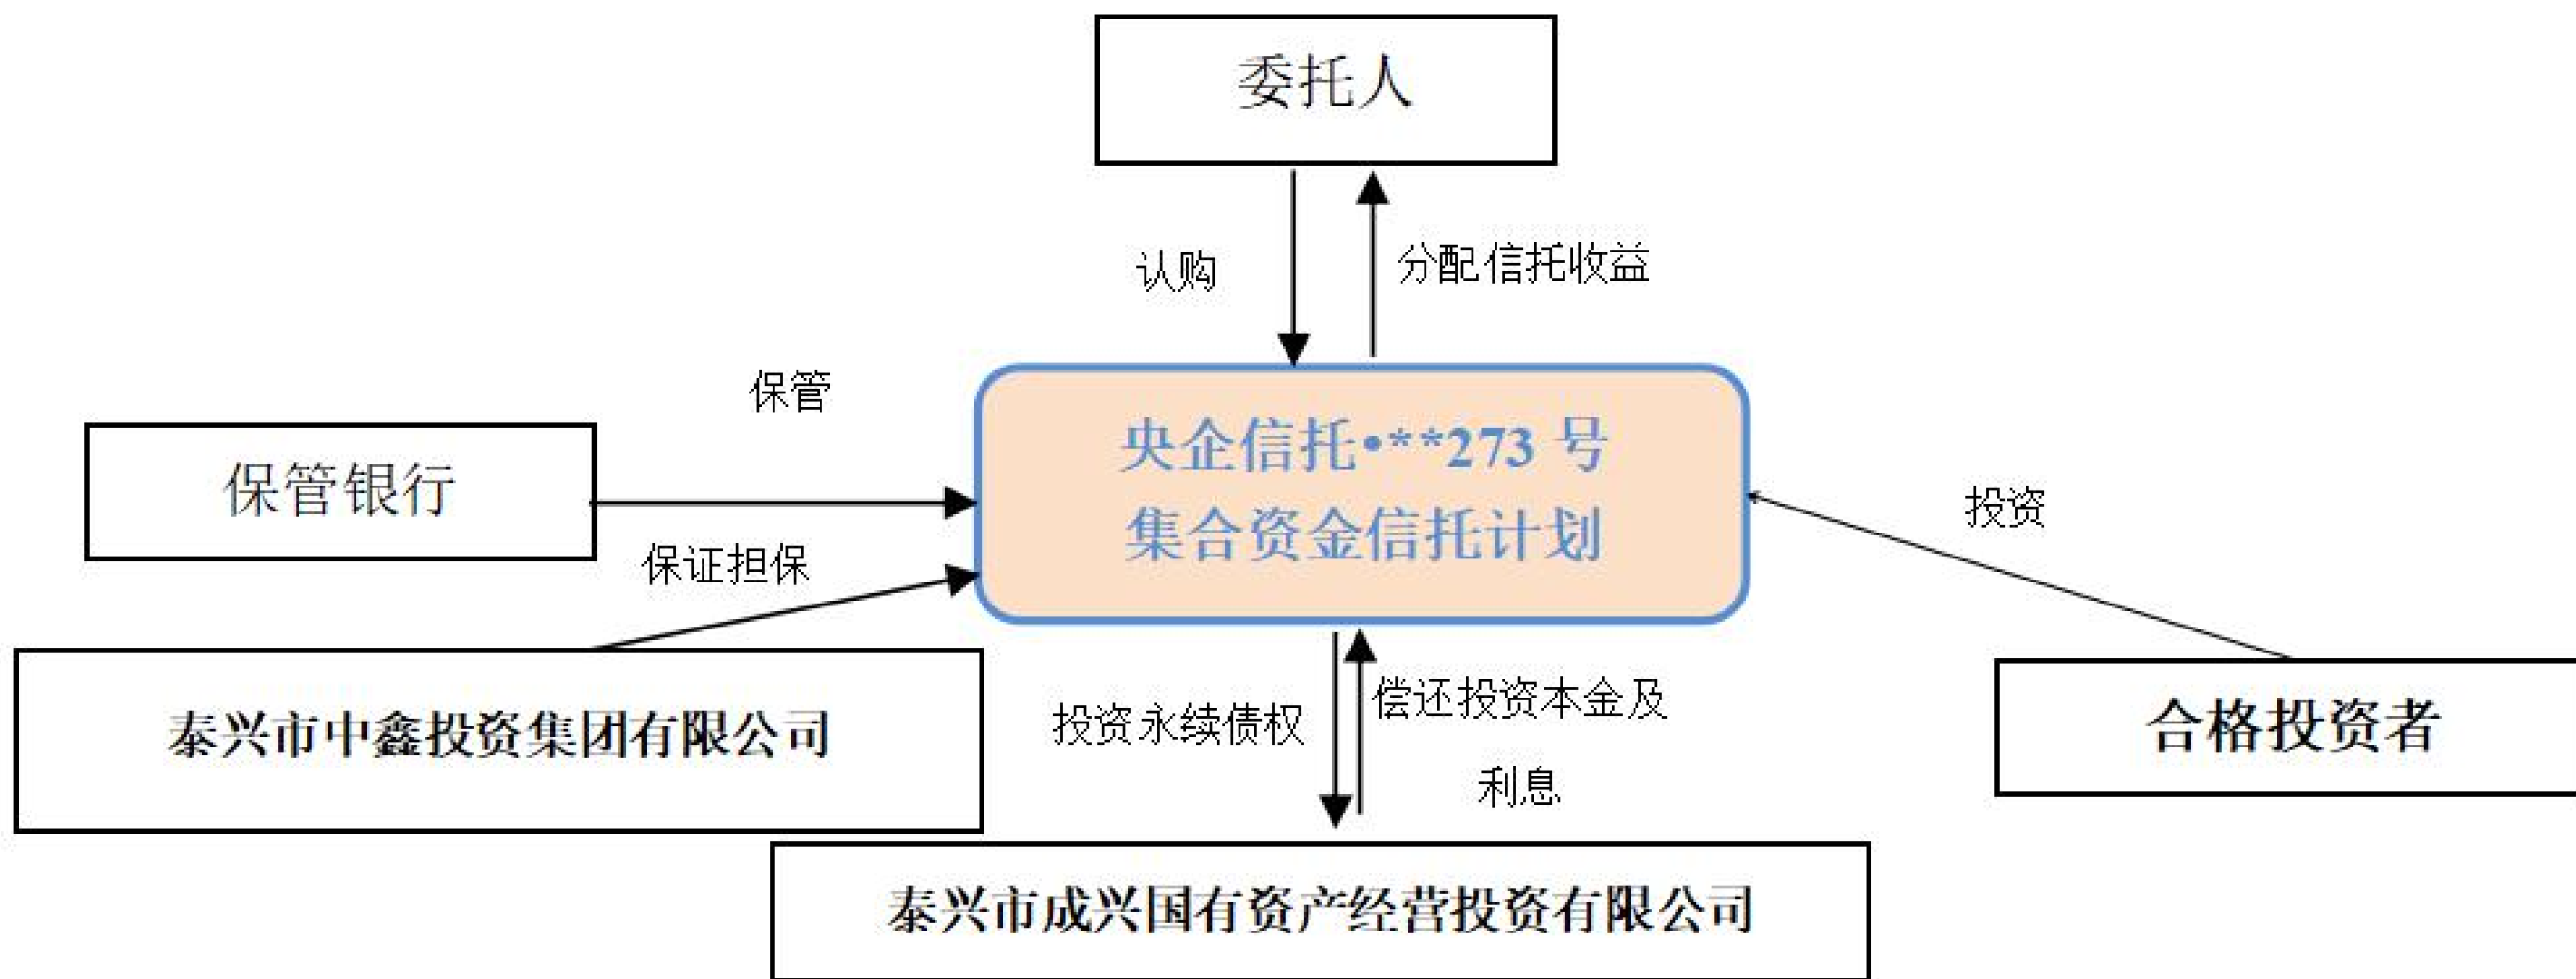 委托人
认购
分配信托收益
保管
保管银行
央企信托•**273 号
集合资金信托计划
投资
保证担保
泰兴市中鑫投资集团有限公司
投资永续债权
偿还投资本金及
利息
合格投资者
泰兴市成兴国有资产经营投资有限公司